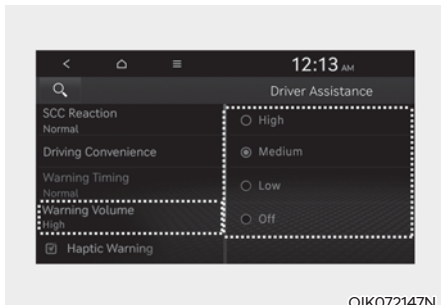 12:13 AM
Driver Assistance
SCC Reaction
Normal
Driving Convenience
Warning Timing
Normal
Warning Volume
High
Haptic Warning
High
Medium
Low
Off
OIK072147N